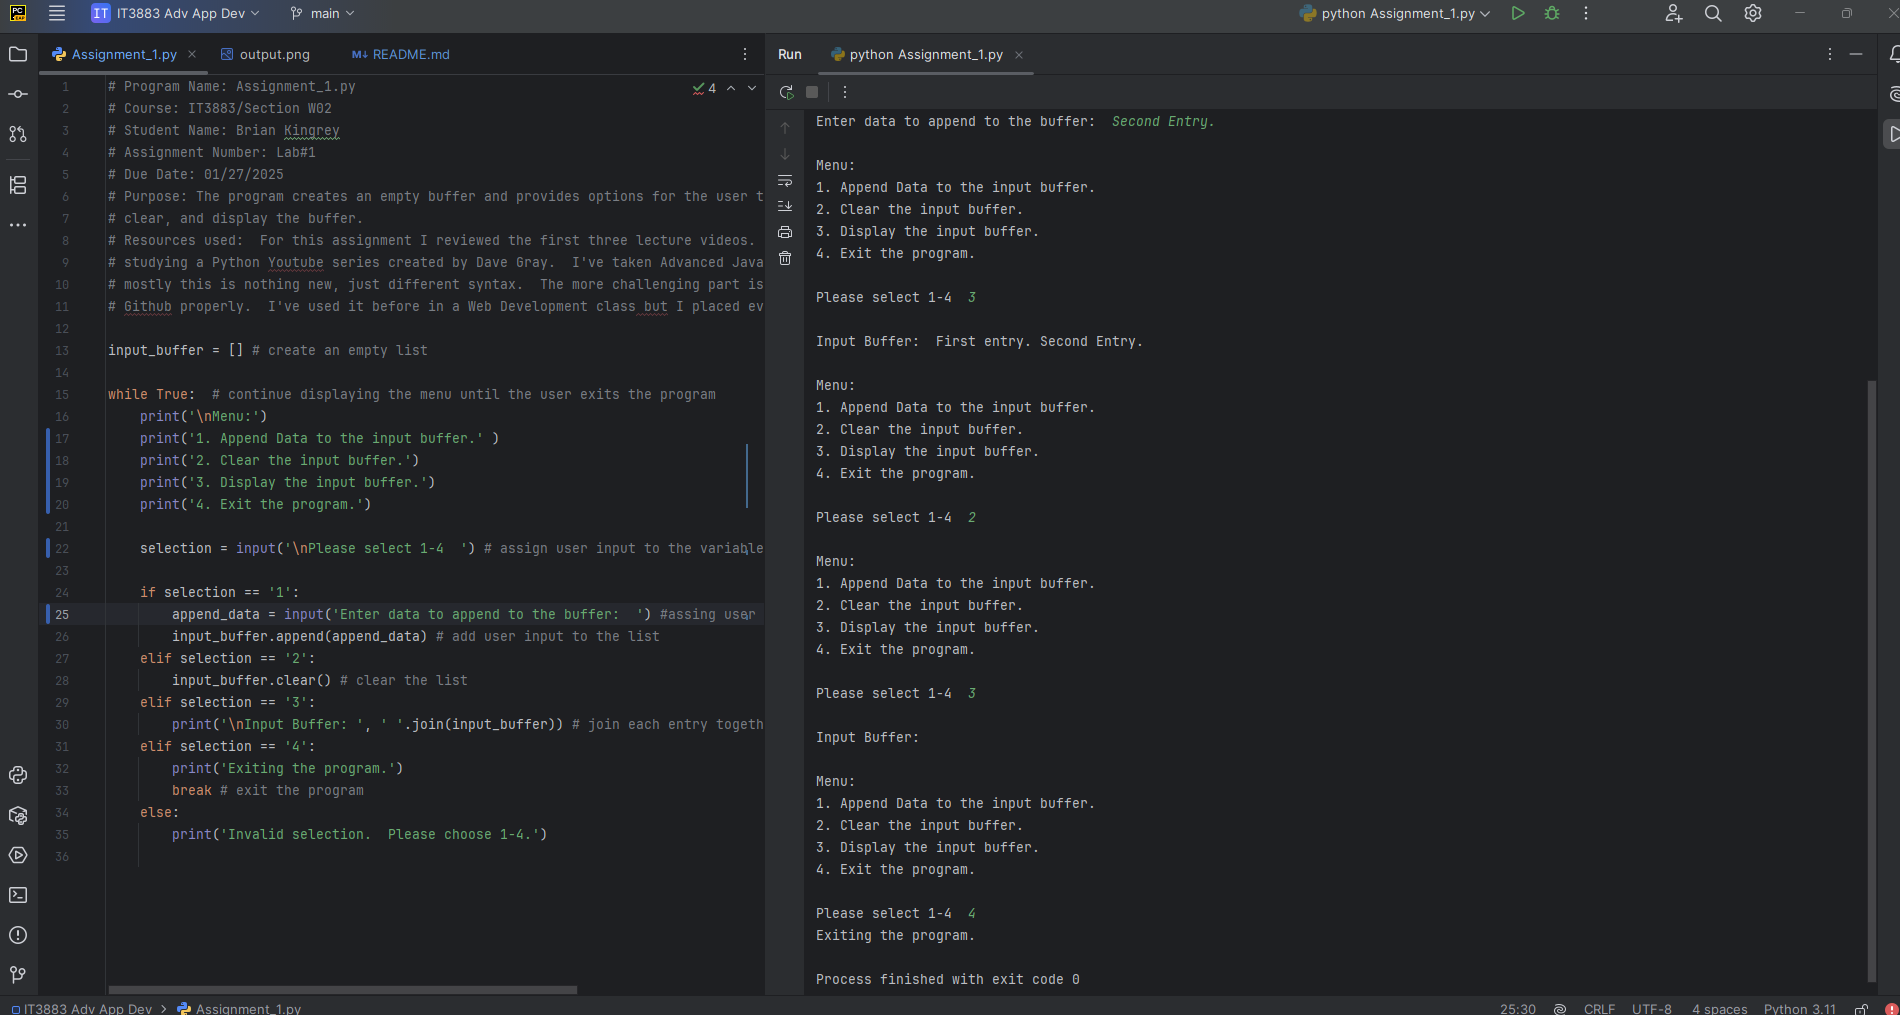 PC
IT IT3883 Adv App Dev
main
python Assignment_1.py
Assignment_1.py
output.png
M↓ README.md
4
1 # Program Name: Assignment_1.py
2 # Course: IT3883/Section W02
3 # Student Name: Brian Kingrey
4 # Assignment Number: Lab#1
5 # Due Date: 01/27/2025
6 # Purpose: The program creates an empty buffer and provides options for the user t
7 # clear, and display the buffer.
8 # Resources used:  For this assignment I reviewed the first three lecture videos.
9 # studying a Python Youtube series created by Dave Gray.  I've taken Advanced Java
10 # mostly this is nothing new, just different syntax.  The more challenging part is
11 # Github properly.  I've used it before in a Web Development class but I placed ev
12
13 input_buffer = [] # create an empty list
14
15 while True:  # continue displaying the menu until the user exits the program
16     print('\nMenu:')
17     print('1. Append Data to the input buffer.' )
18     print('2. Clear the input buffer.')
19     print('3. Display the input buffer.')
20     print('4. Exit the program.')
21
22     selection = input('\nPlease select 1-4  ') # assign user input to the variable
23
24     if selection == '1':
25         append_data = input('Enter data to append to the buffer:  ') #assing user
26         input_buffer.append(append_data) # add user input to the list
27     elif selection == '2':
28         input_buffer.clear() # clear the list
29     elif selection == '3':
30         print('\nInput Buffer: ', ' '.join(input_buffer)) # join each entry togeth
31     elif selection == '4':
32         print('Exiting the program.')
33         break # exit the program
34     else:
35         print('Invalid selection.  Please choose 1-4.')
36
Run
python Assignment_1.py
Enter data to append to the buffer:  Second Entry.
Menu:
1. Append Data to the input buffer.
2. Clear the input buffer.
3. Display the input buffer.
4. Exit the program.
Please select 1-4  3
Input Buffer:  First entry. Second Entry.
Menu:
1. Append Data to the input buffer.
2. Clear the input buffer.
3. Display the input buffer.
4. Exit the program.
Please select 1-4  2
Menu:
1. Append Data to the input buffer.
2. Clear the input buffer.
3. Display the input buffer.
4. Exit the program.
Please select 1-4  3
Input Buffer:
Menu:
1. Append Data to the input buffer.
2. Clear the input buffer.
3. Display the input buffer.
4. Exit the program.
Please select 1-4  4
Exiting the program.
Process finished with exit code 0
IT3883 Adv App Dev > Assignment_1.py
25:30 CRLF UTF-8 4 spaces Python 3.11